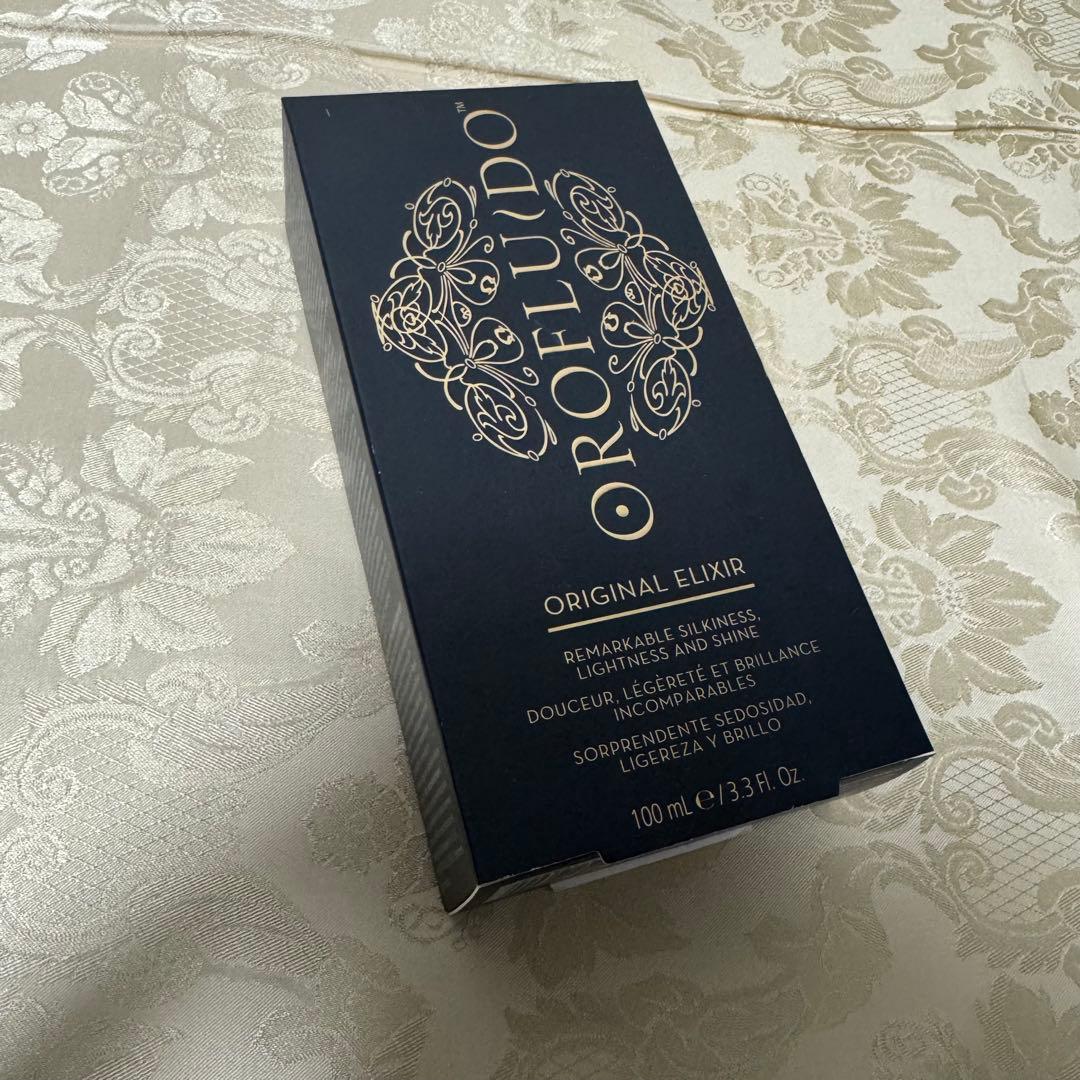 OROFLUIDO™
ORIGINAL ELIXIR
REMARKABLE SILKINESS,
LIGHTNESS AND SHINE
DOUCEUR, LÉGÈRETÉ ET BRILLANCE
INCOMPARABLES
SORPRENDENTE SEDOSIDAD,
LIGEREZA Y BRILLO
100 mL ℮/3.3 Fl. Oz.